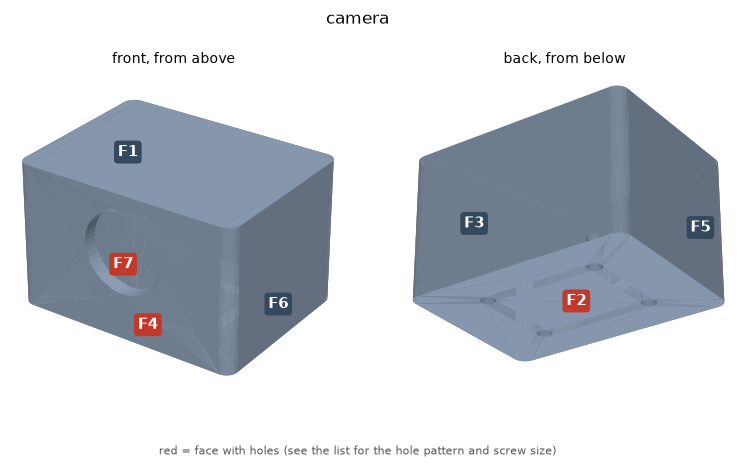 camera
front, from above
back, from below
F1
F7
F4
F6
F3
F5
F2
red = face with holes (see the list for the hole pattern and screw size)